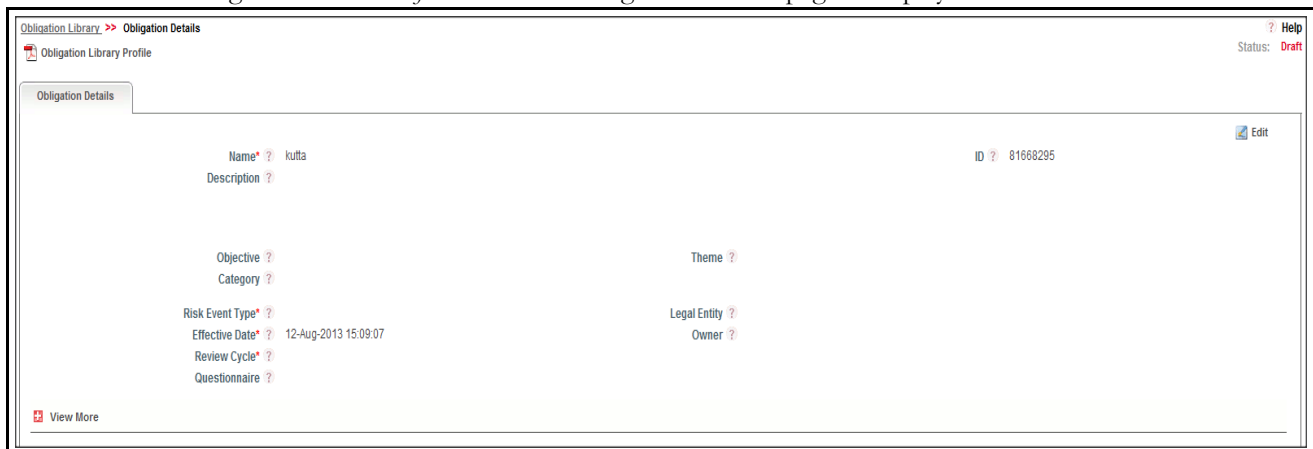 Obligation Library >> Obligation Details ? Help
Obligation Library Profile Status: Draft
Obligation Details
Edit
Name* ? kutta ID ? 81668295
Description ?
Objective ? Theme ?
Category ?
Risk Event Type* ? Legal Entity ?
Effective Date* ? 12-Aug-2013 15:09:07 Owner ?
Review Cycle* ?
Questionnaire ?
View More